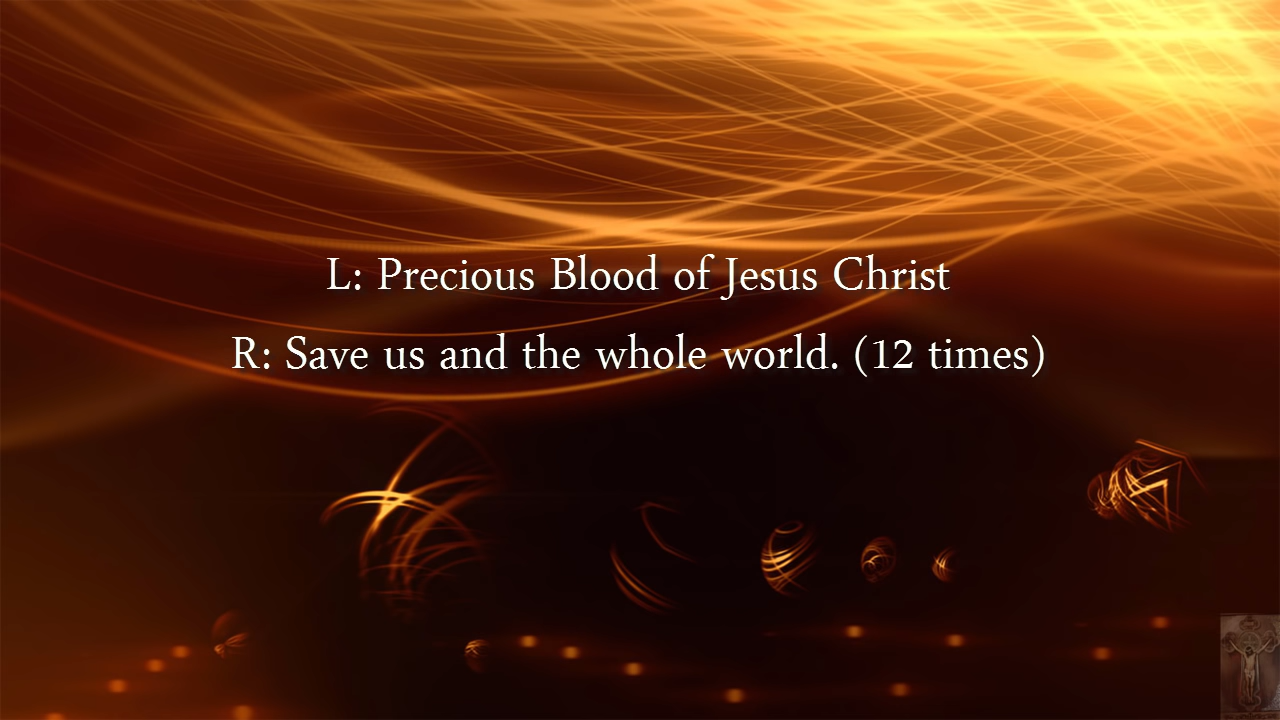 L: Precious Blood of Jesus Christ
R: Save us and the whole world. (12 times)